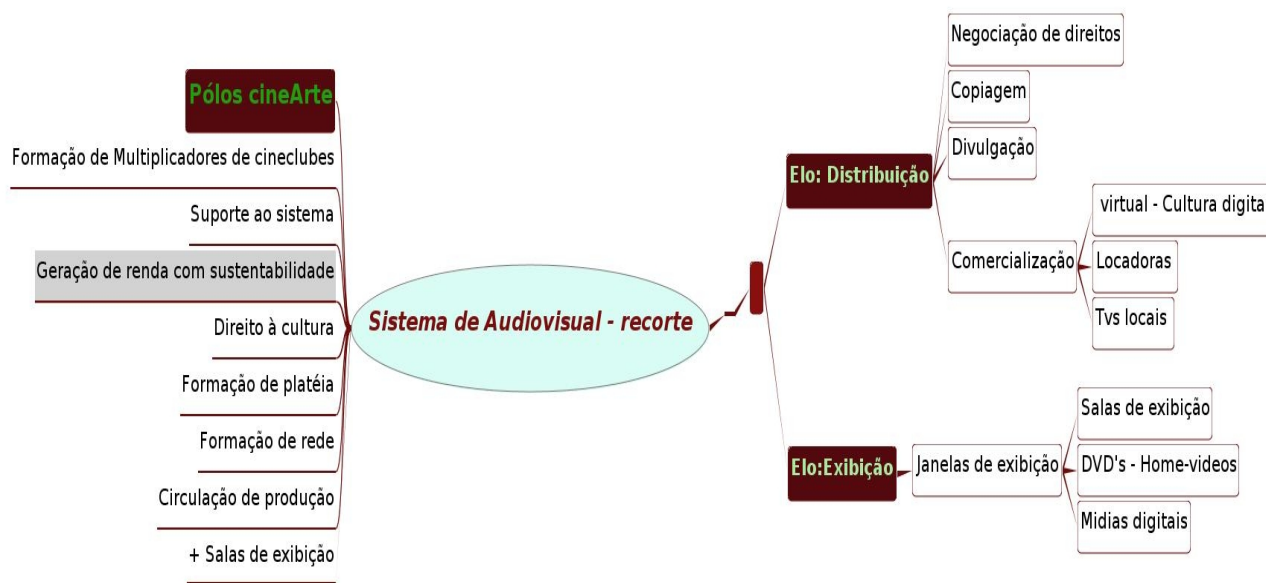 Pólos cineArte
Formação de Multiplicadores de cineclubes
Suporte ao sistema
Geração de renda com sustentabilidade
Direito à cultura
Formação de platéia
Formação de rede
Circulação de produção
+ Salas de exibição
Sistema de Audiovisual - recorte
Elo: Distribuição
Negociação de direitos
Copiagem
Divulgação
Comercialização
virtual - Cultura digita
Locadoras
Tvs locais
Elo:Exibição
Janelas de exibição
Salas de exibição
DVD's - Home-videos
Midias digitais